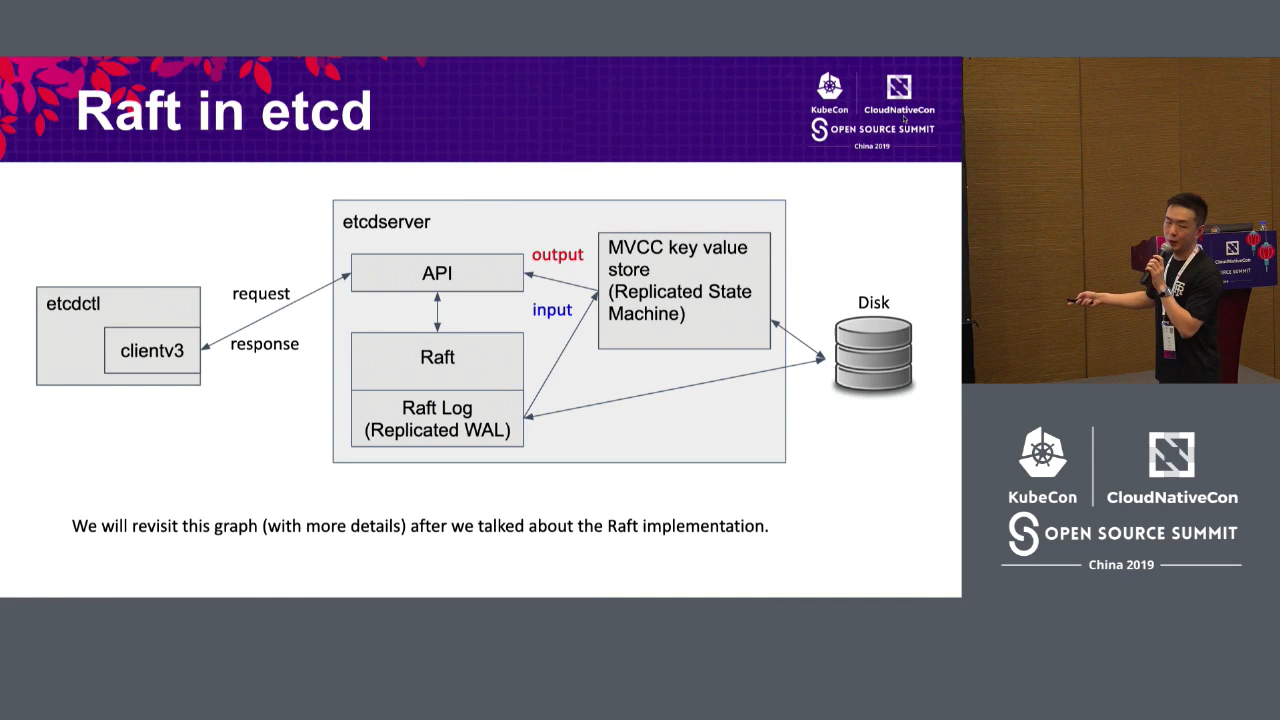 Raft in etcd
KubeCon
CloudNativeCon
OPEN SOURCE SUMMIT
China 2019
etcdctl
clientv3
request
response
etcdserver
API
Raft
Raft Log
(Replicated WAL)
output
input
MVCC key value
store
(Replicated State
Machine)
Disk
We will revisit this graph (with more details) after we talked about the Raft implementation.
CloudNativeCon
SUMMIT
KubeCon
CloudNativeCon
OPEN SOURCE SUMMIT
China 2019